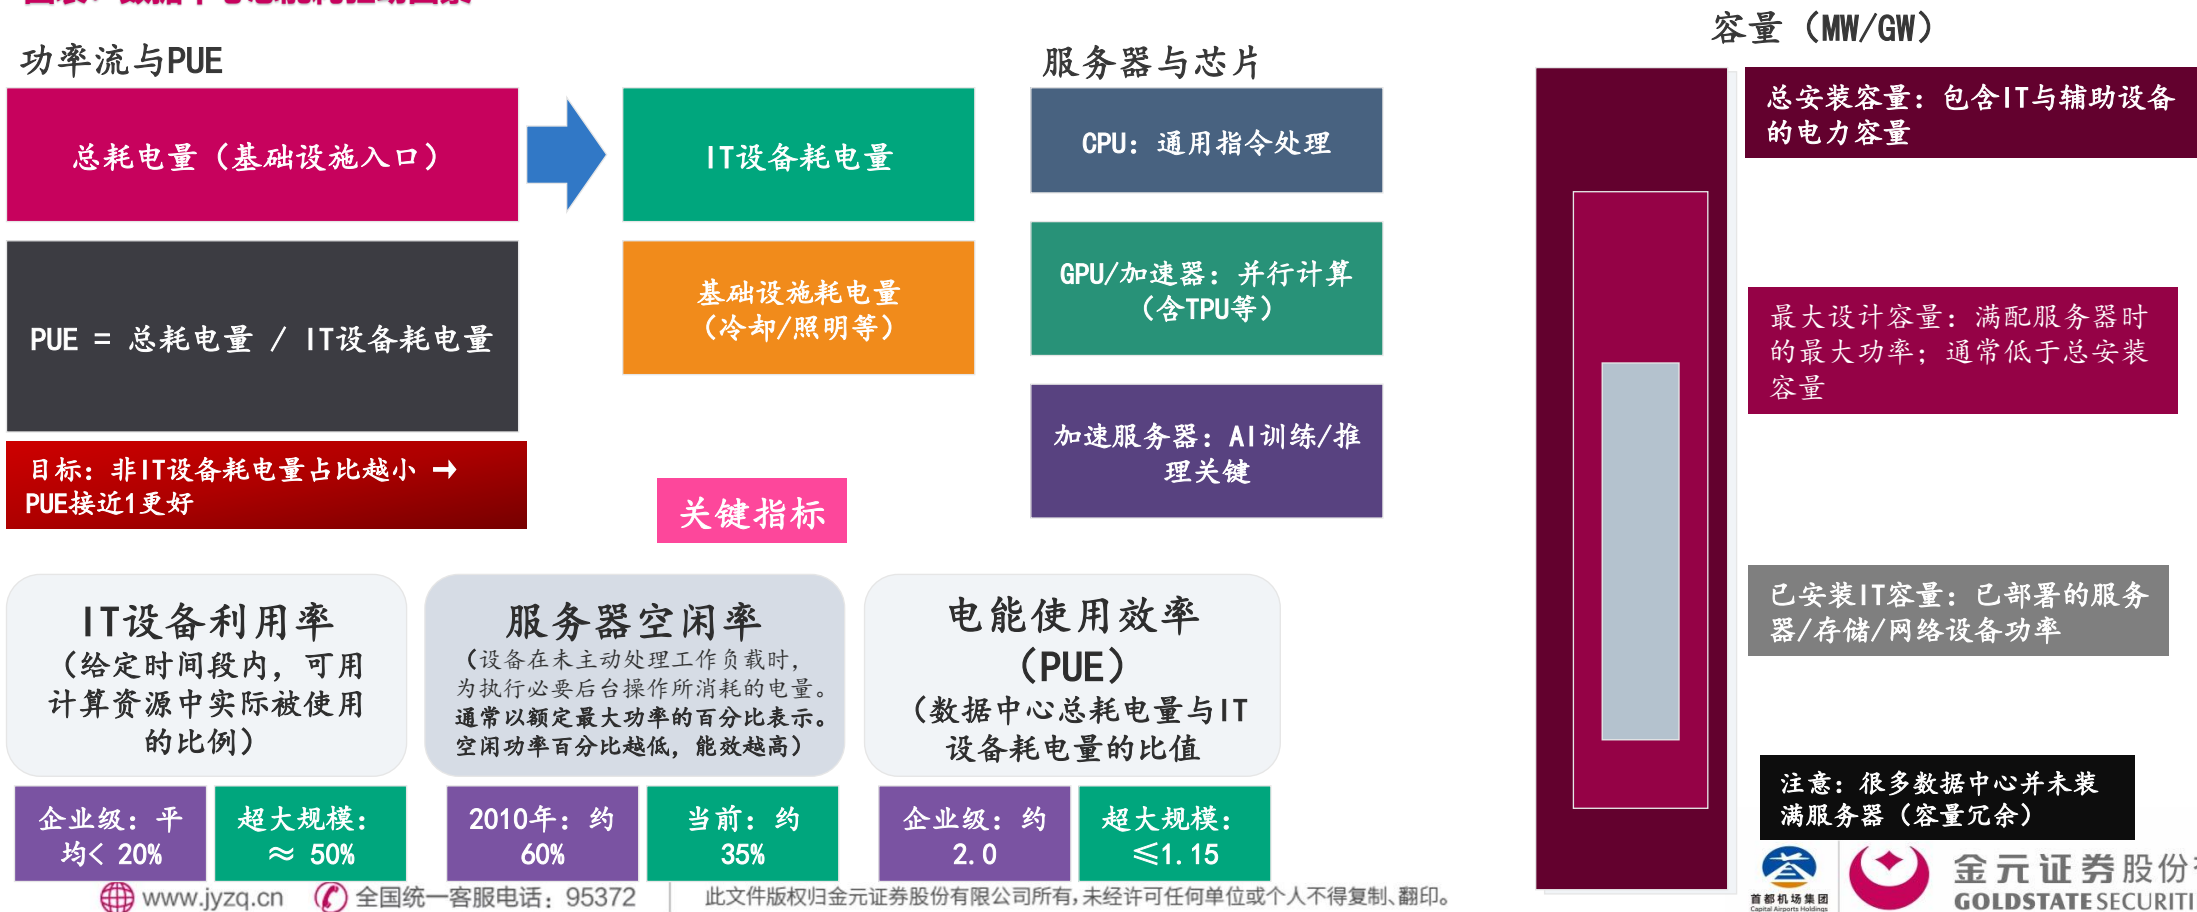 功率流与PUE
总耗电量（基础设施入口）
IT设备耗电量
PUE = 总耗电量 / IT设备耗电量
基础设施耗电量
（冷却/照明等）
目标：非IT设备耗电量占比越小 →
PUE接近1更好
服务器与芯片
CPU：通用指令处理
GPU/加速器：并行计算
（含TPU等）
加速服务器：AI训练/推
理关键
容量（MW/GW）
总安装容量：包含IT与辅助设备
的电力容量
最大设计容量：满配服务器时
的最大功率；通常低于总安装
容量
已安装IT容量：已部署的服务
器/存储/网络设备功率
注意：很多数据中心并未装
满服务器（容量冗余）
关键指标
IT设备利用率
（给定时间段内，可用
计算资源中实际被使用
的比例）
企业级：平
均< 20%
超大规模：
≈ 50%
服务器空闲率
（设备在未主动处理工作负载时，
为执行必要后台操作所消耗的电量。
通常以额定最大功率的百分比表示。
空闲功率百分比越低，能效越高）
2010年：约
60%
当前：约
35%
电能使用效率
（PUE）
（数据中心总耗电量与IT
设备耗电量的比值
企业级：约
2.0
超大规模：
≤1.15
www.jyzq.cn
全国统一客服电话：95372
此文件版权归金元证券股份有限公司所有,未经许可任何单位或个人不得复制、翻印。
首都机场集团
Capital Airports Holdings
金元证券股份
GOLDSTATE SECURITI